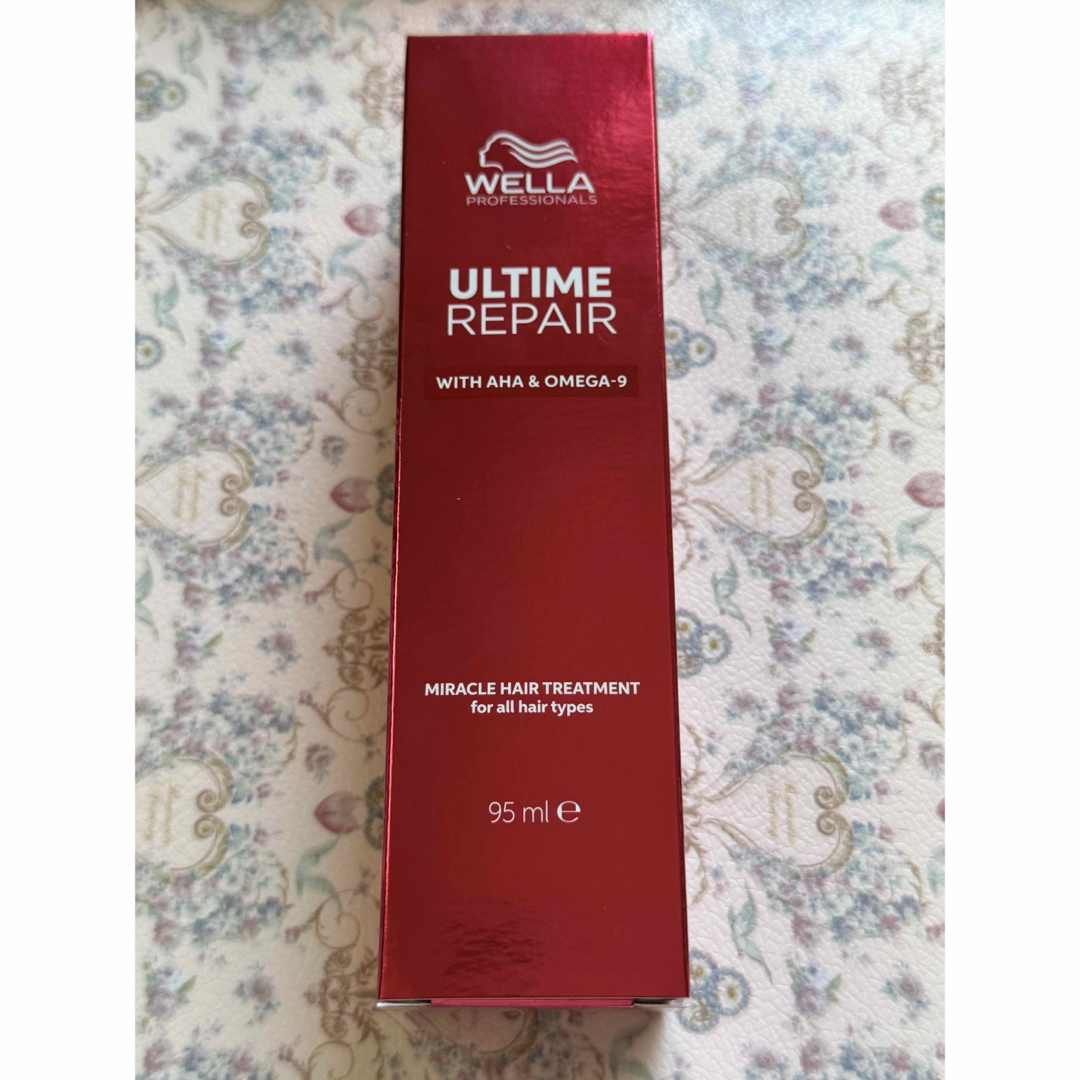 WELLA
PROFESSIONALS
ULTIME
REPAIR
WITH AHA & OMEGA-9
MIRACLE HAIR TREATMENT
for all hair types
95 ml ℮